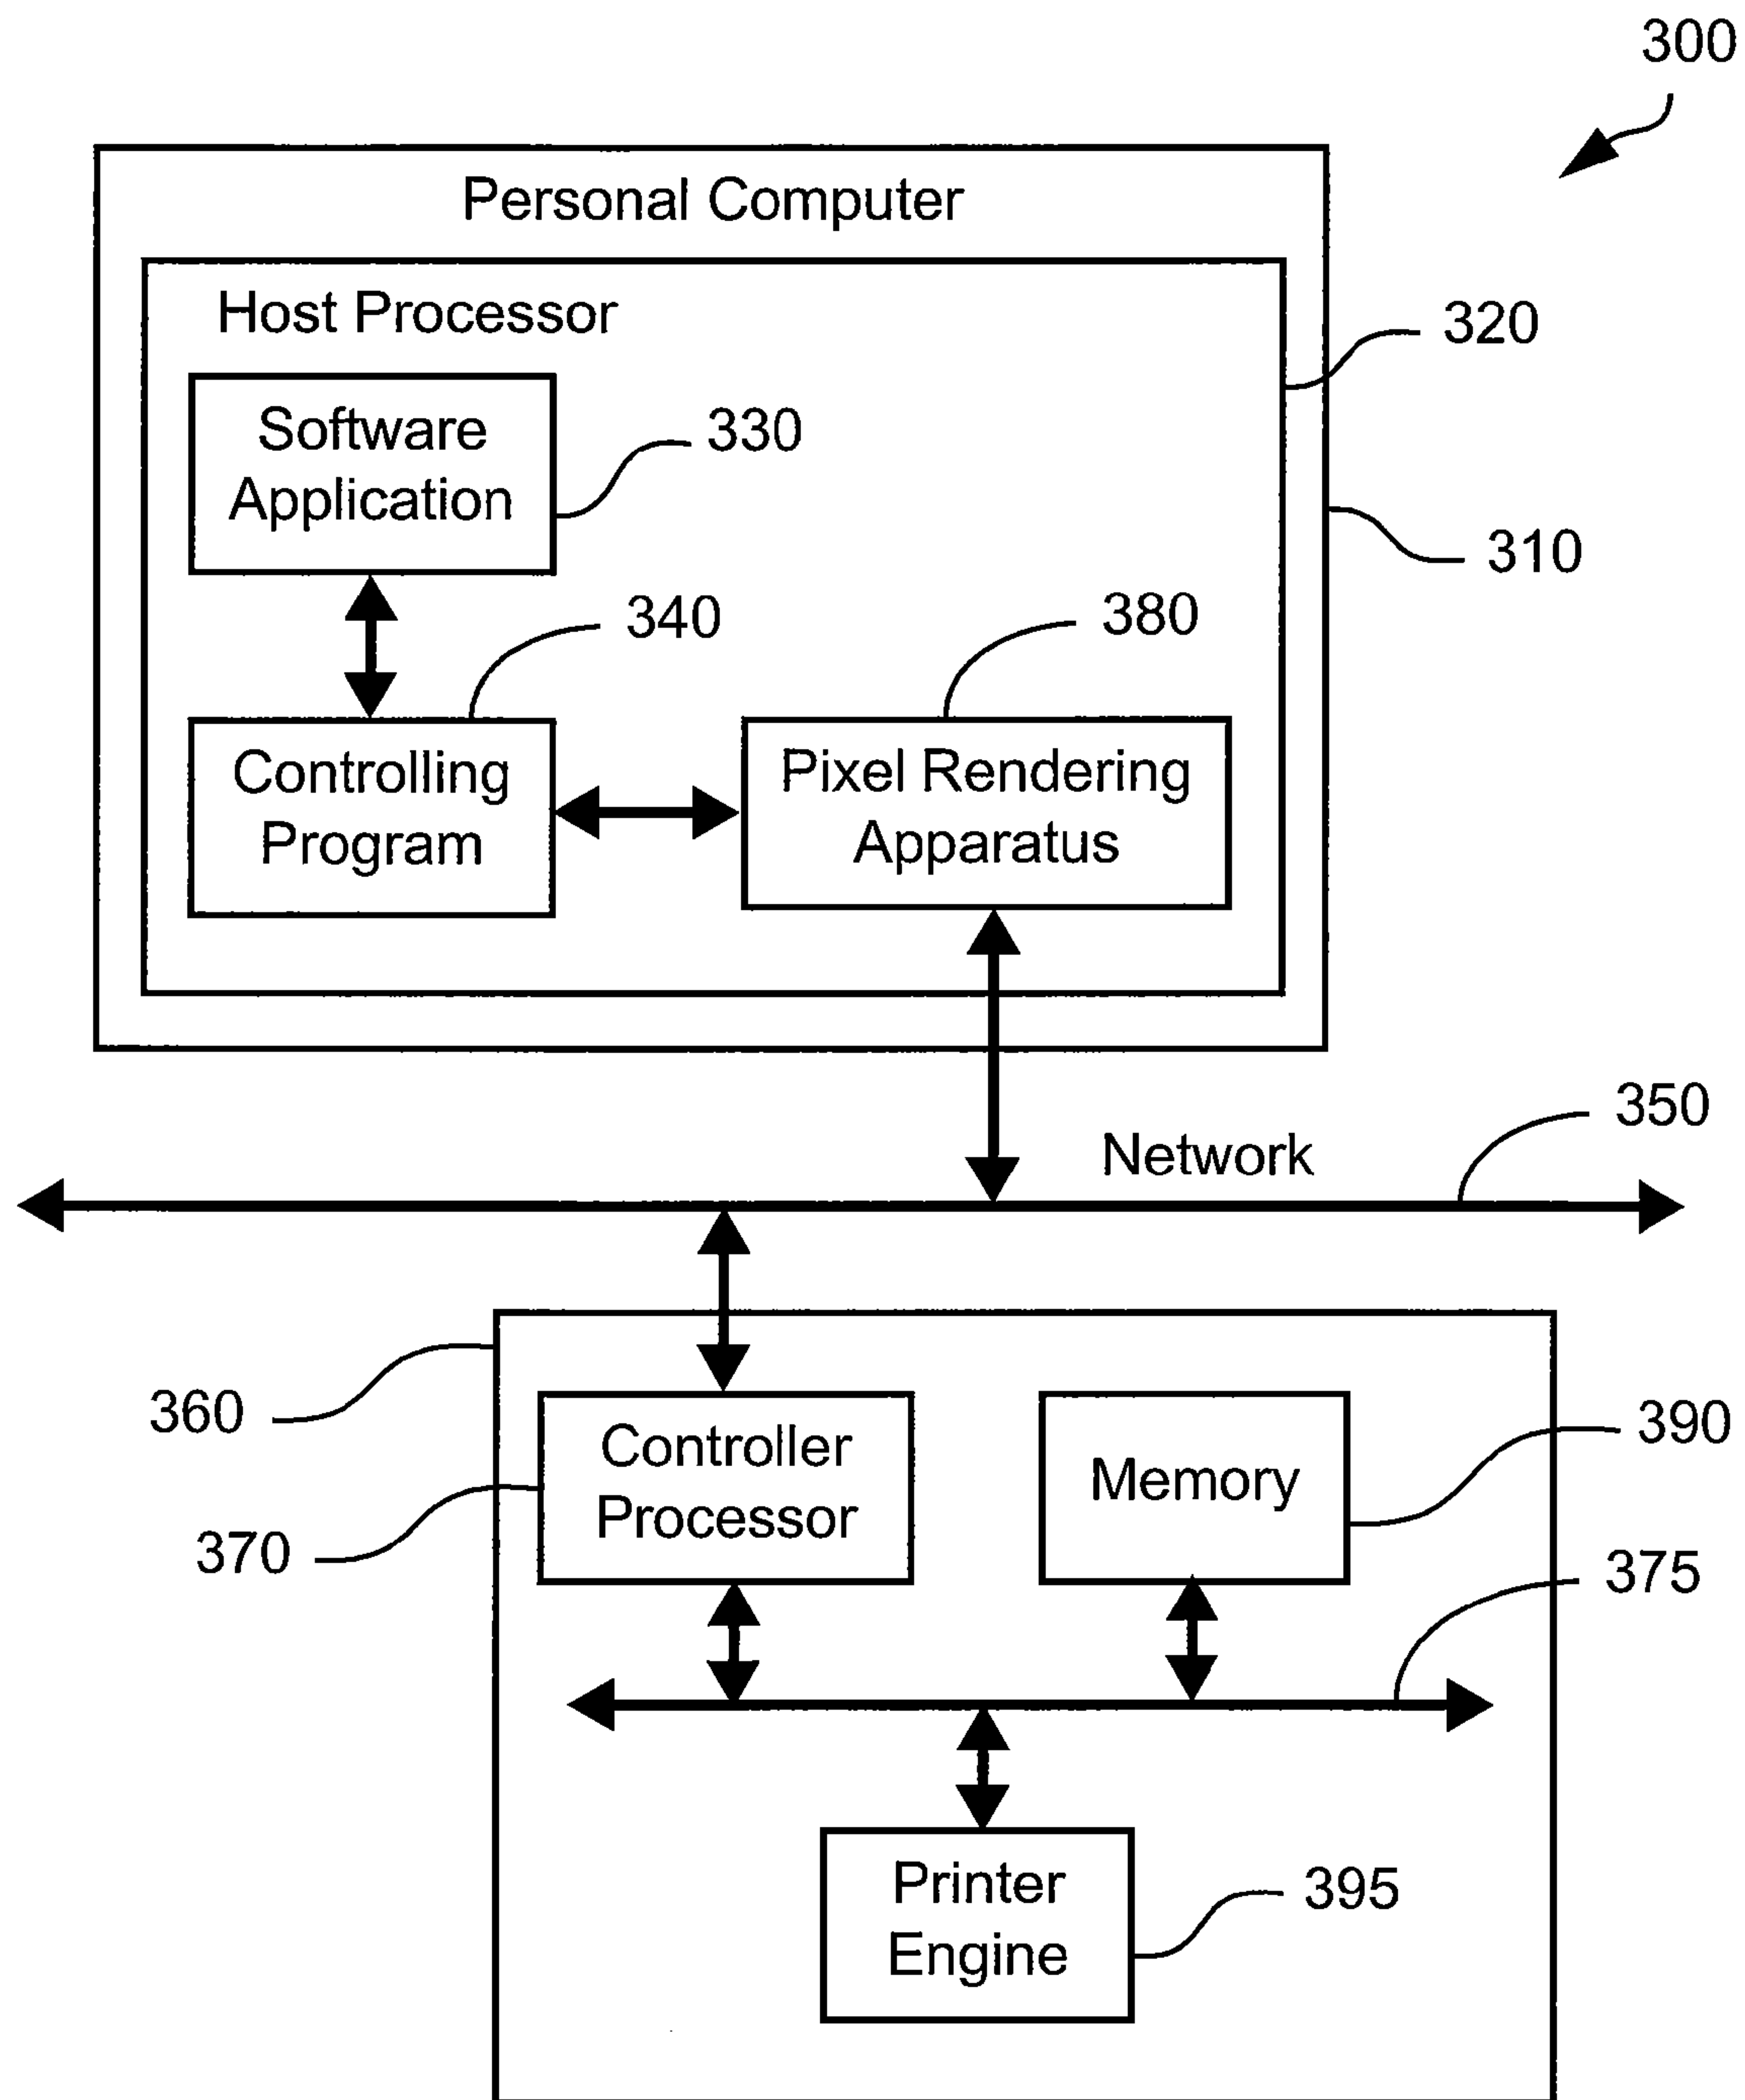 300
Personal Computer
Host Processor
320
Software
Application
330
310
340
380
Controlling
Program
Pixel Rendering
Apparatus
350
Network
360
Controller
Processor
370
Memory
390
375
Printer
Engine
395